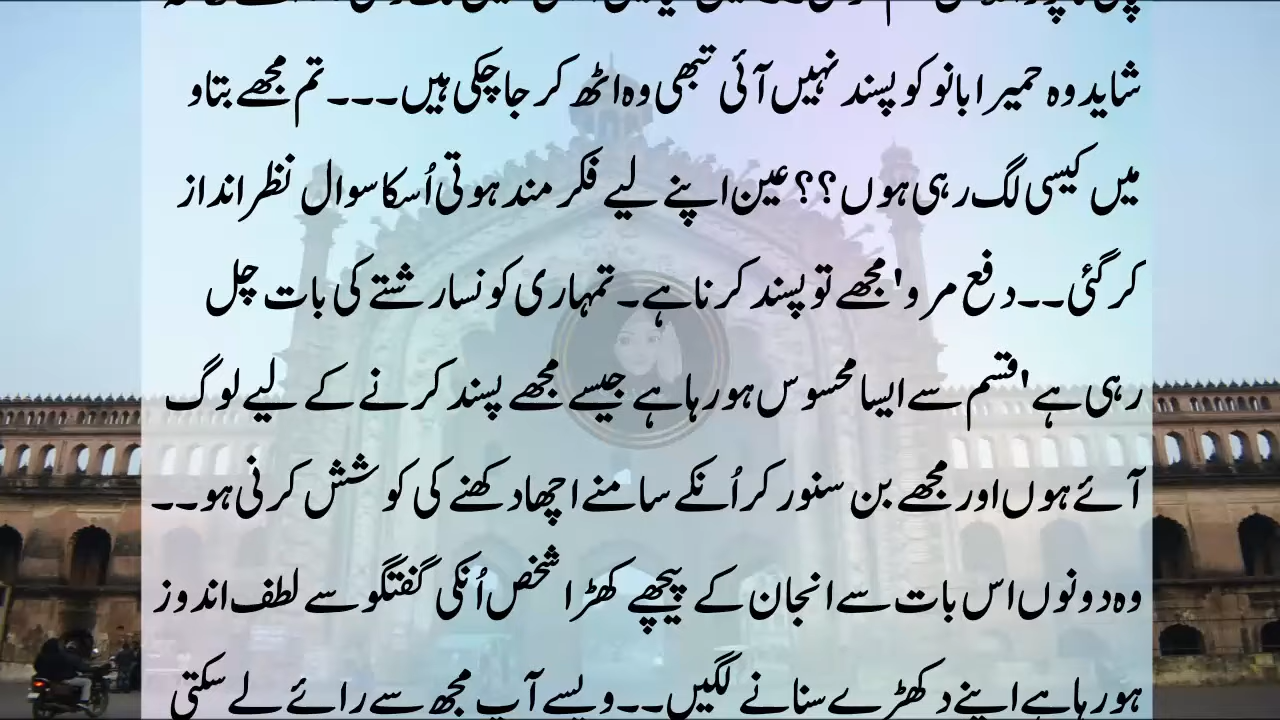 شاید وہ حمیرا بانو کو پسند نہیں آئی تبھی وہ اٹھ کر جا چکی ہیں۔۔۔ تم مجھے بتاو
میں کیسی لگ رہی ہوں؟؟ عین اپنے لیے فکر مند ہوتی اُسکا سوال نظر انداز
کر گئی۔۔دفع مرو' مجھے تو پسند کرنا ہے۔ تمہاری کونسا رشتے کی بات چل
رہی ہے' قسم سے ایسا محسوس ہو رہا ہے جیسے مجھے پسند کرنے کے لیے لوگ
آئے ہوں اور مجھے بن سنور کر اُنکے سامنے اچھا دکھنے کی کوشش کرنی ہو۔۔
وہ دونوں اس بات سے انجان کے پیچھے کھڑا شخص اُنکی گفتگو سے لطف اندوز
ہو رہا ہے اپنے دکھڑے سنانے لگیں۔۔ ویسے آپ مجھ سے رائے لے سکتی